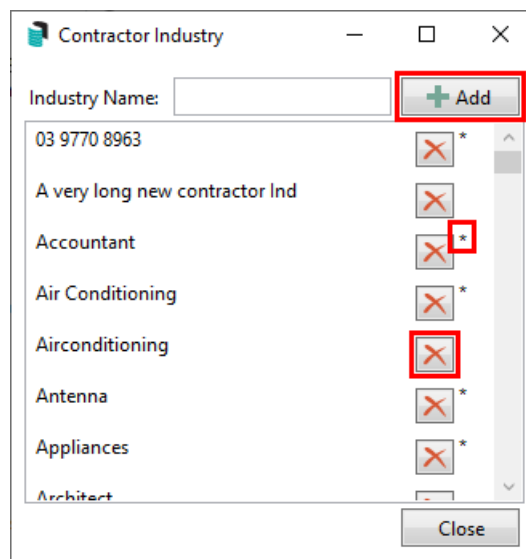 Contractor Industry
Industry Name: Add
03 9770 8963 *
A very long new contractor Ind
Accountant *
Air Conditioning *
Airconditioning
Antenna *
Appliances *
Architect
Close